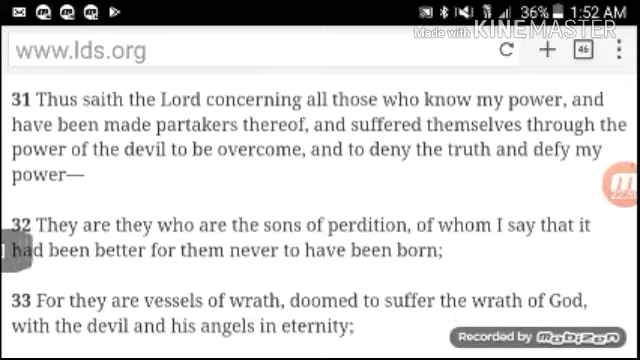 36% 1:52 AM
Made with KINEMASTER
www.lds.org
46
31 Thus saith the Lord concerning all those who know my power, and
have been made partakers thereof, and suffered themselves through the
power of the devil to be overcome, and to deny the truth and defy my
power—
32 They are they who are the sons of perdition, of whom I say that it
had been better for them never to have been born;
33 For they are vessels of wrath, doomed to suffer the wrath of God,
with the devil and his angels in eternity;
Recorded by mobizen